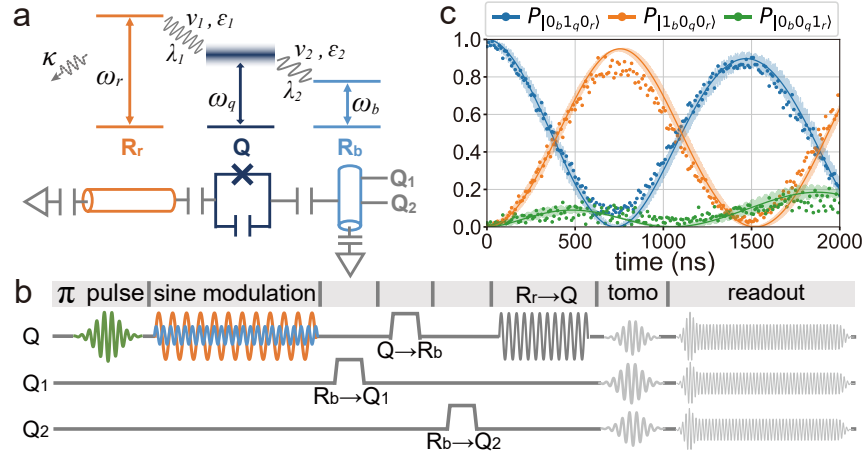 a
ν1, ε1
λ1
ν2, ε2
λ2
κ
ωr
ωq
ωb
Rr
Q
Rb
Q1
Q2
c
P|0b1q0r⟩
P|1b0q0r⟩
P|0b0q1r⟩
1.0
0.8
0.6
0.4
0.2
0.0
0
500
1000
1500
2000
time (ns)
b
π pulse
sine modulation
Rr→Q
tomo
readout
Q
Q→Rb
Q1
Rb→Q1
Q2
Rb→Q2